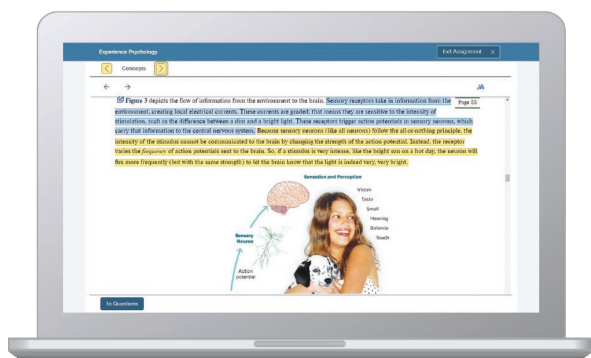 Experience Psychology
Exit Assignment ×
Concepts
Figure 3 depicts the flow of information from the environment to the brain. Sensory receptors take in information from the
Page 88
environment, creating local electrical currents. These currents are graded; that means they are sensitive to the intensity of
stimulation, such as the difference between a dim and a bright light. These receptors trigger action potentials in sensory neurons, which
carry that information to the central nervous system. Because sensory neurons (like all neurons) follow the all-or-nothing principle, the
intensity of the stimulus cannot be communicated to the brain by changing the strength of the action potential. Instead, the receptor
varies the frequency of action potentials sent to the brain. So, if a stimulus is very intense, like the bright sun on a hot day, the neuron will
fire more frequently (but with the same strength) to let the brain know that the light is indeed very, very bright.
Sensation and Perception
Vision
Taste
Smell
Hearing
Balance
Touch
Sensory
Neuron
Action
potential
To Questions